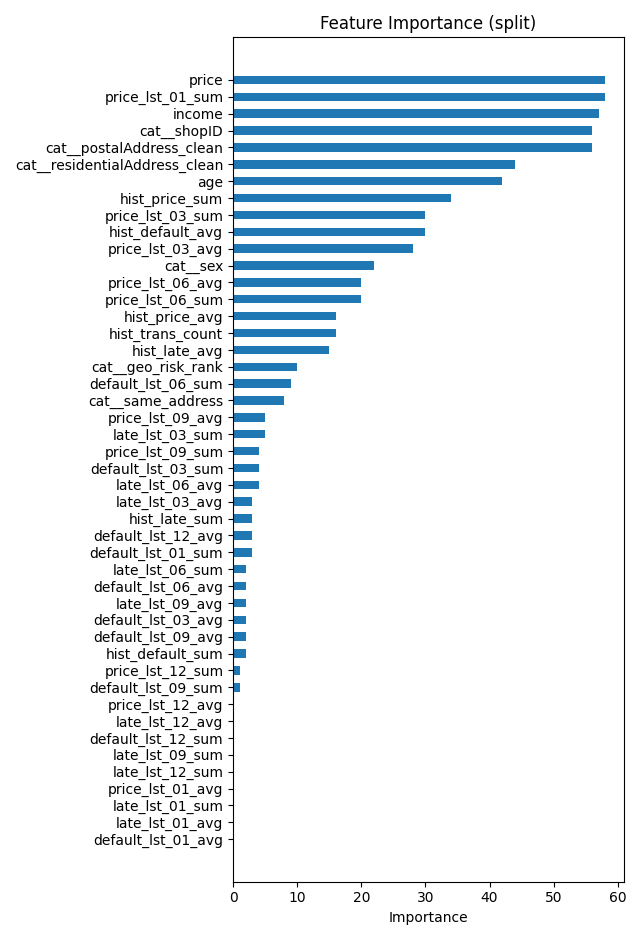 Feature Importance (split)
price
price_lst_01_sum
income
cat__shopID
cat__postalAddress_clean
cat__residentialAddress_clean
age
hist_price_sum
price_lst_03_sum
hist_default_avg
price_lst_03_avg
cat__sex
price_lst_06_avg
price_lst_06_sum
hist_price_avg
hist_trans_count
hist_late_avg
cat__geo_risk_rank
default_lst_06_sum
cat__same_address
price_lst_09_avg
late_lst_03_sum
price_lst_09_sum
default_lst_03_sum
late_lst_06_avg
late_lst_03_avg
hist_late_sum
default_lst_12_avg
default_lst_01_sum
late_lst_06_sum
default_lst_06_avg
late_lst_09_avg
default_lst_03_avg
default_lst_09_avg
hist_default_sum
price_lst_12_sum
default_lst_09_sum
price_lst_12_avg
late_lst_12_avg
default_lst_12_sum
late_lst_09_sum
late_lst_12_sum
price_lst_01_avg
late_lst_01_sum
late_lst_01_avg
default_lst_01_avg
0 10 20 30 40 50 60
Importance